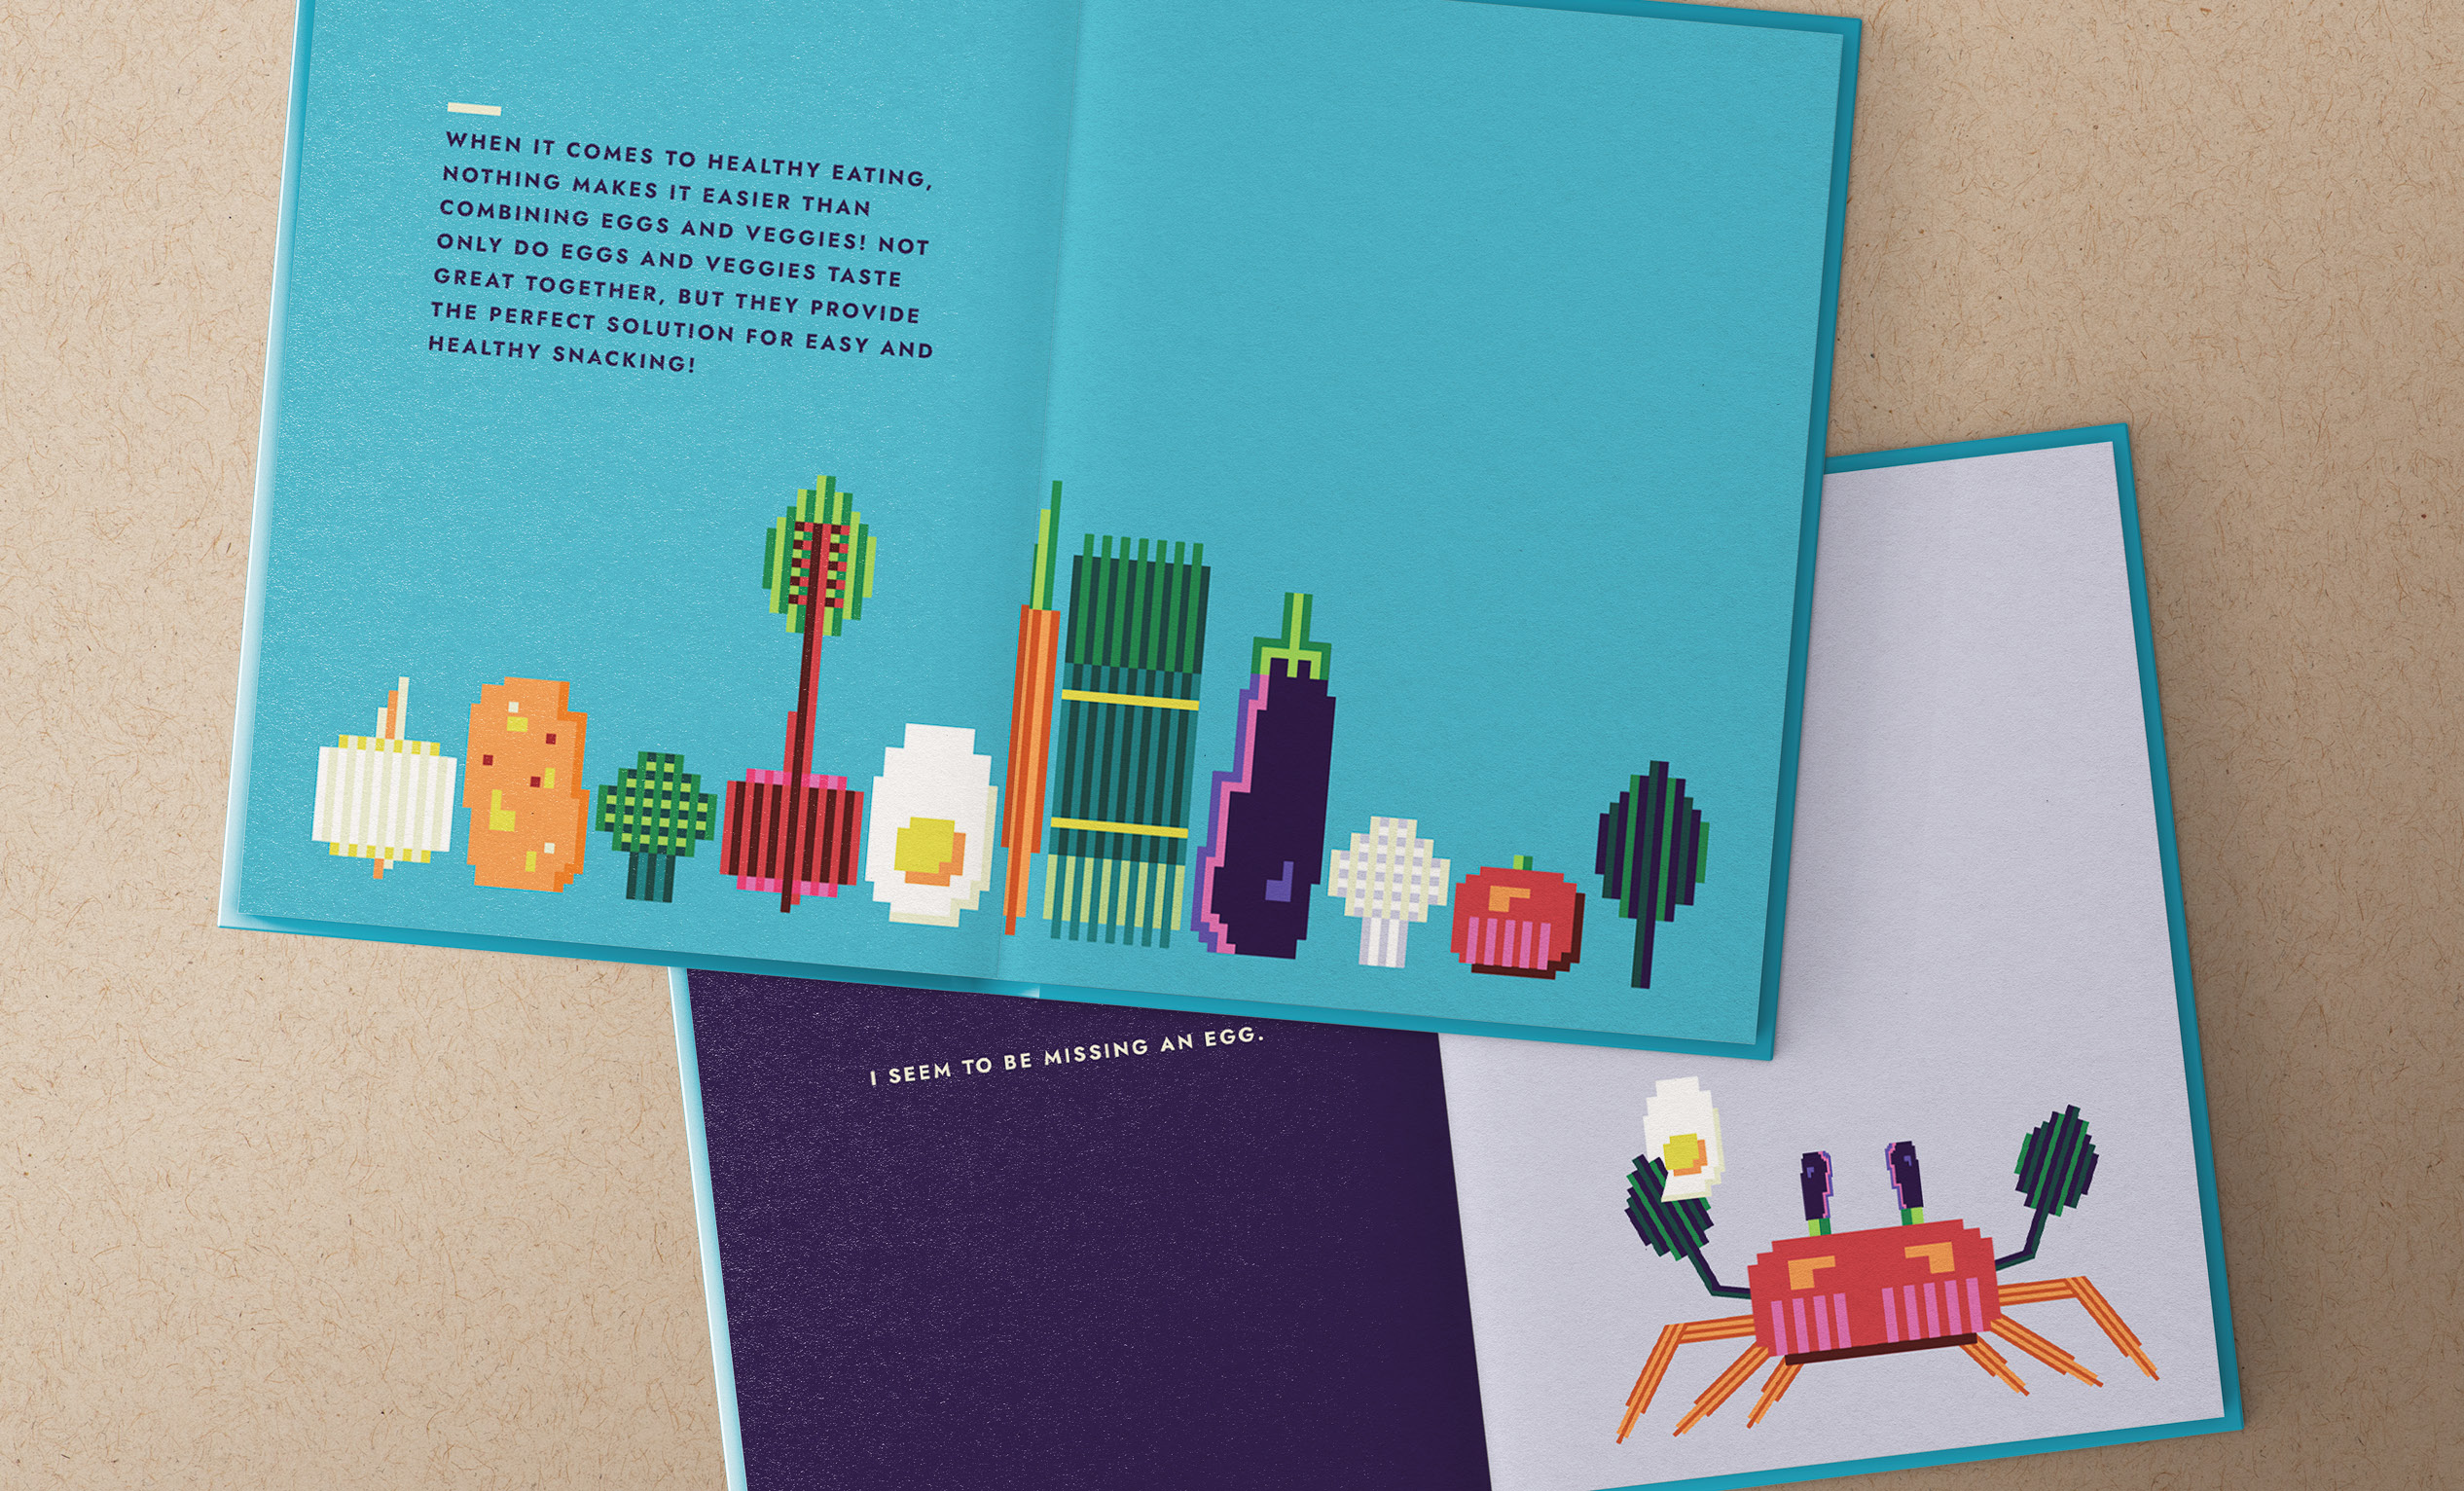 WHEN IT COMES TO HEALTHY EATING,
NOTHING MAKES IT EASIER THAN
COMBINING EGGS AND VEGGIES! NOT
ONLY DO EGGS AND VEGGIES TASTE
GREAT TOGETHER, BUT THEY PROVIDE
THE PERFECT SOLUTION FOR EASY AND
HEALTHY SNACKING!
I SEEM TO BE MISSING AN EGG.